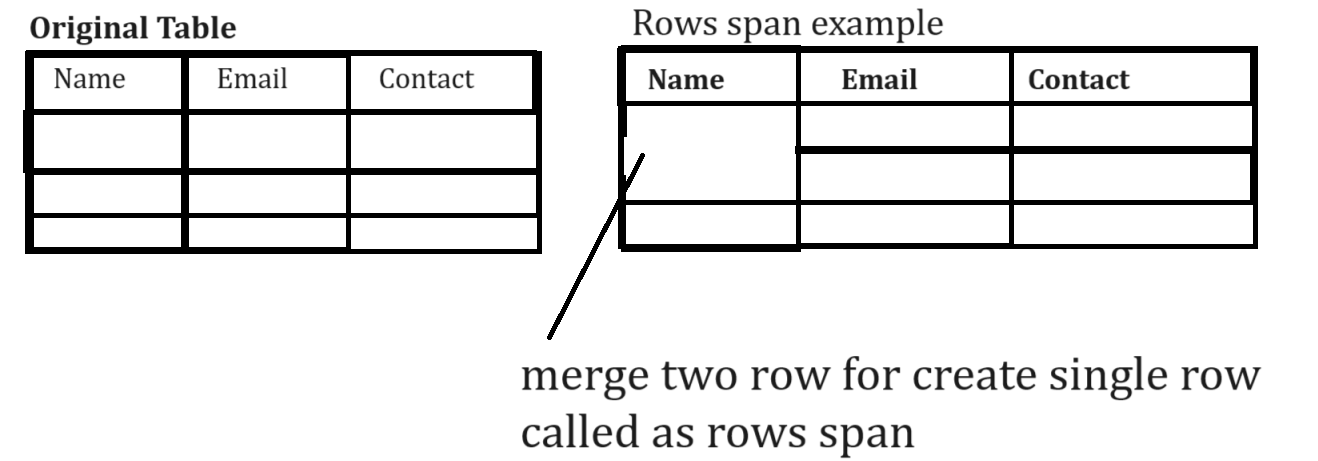 Original Table
Name Email Contact
Rows span example
Name Email Contact
merge two row for create single row
called as rows span